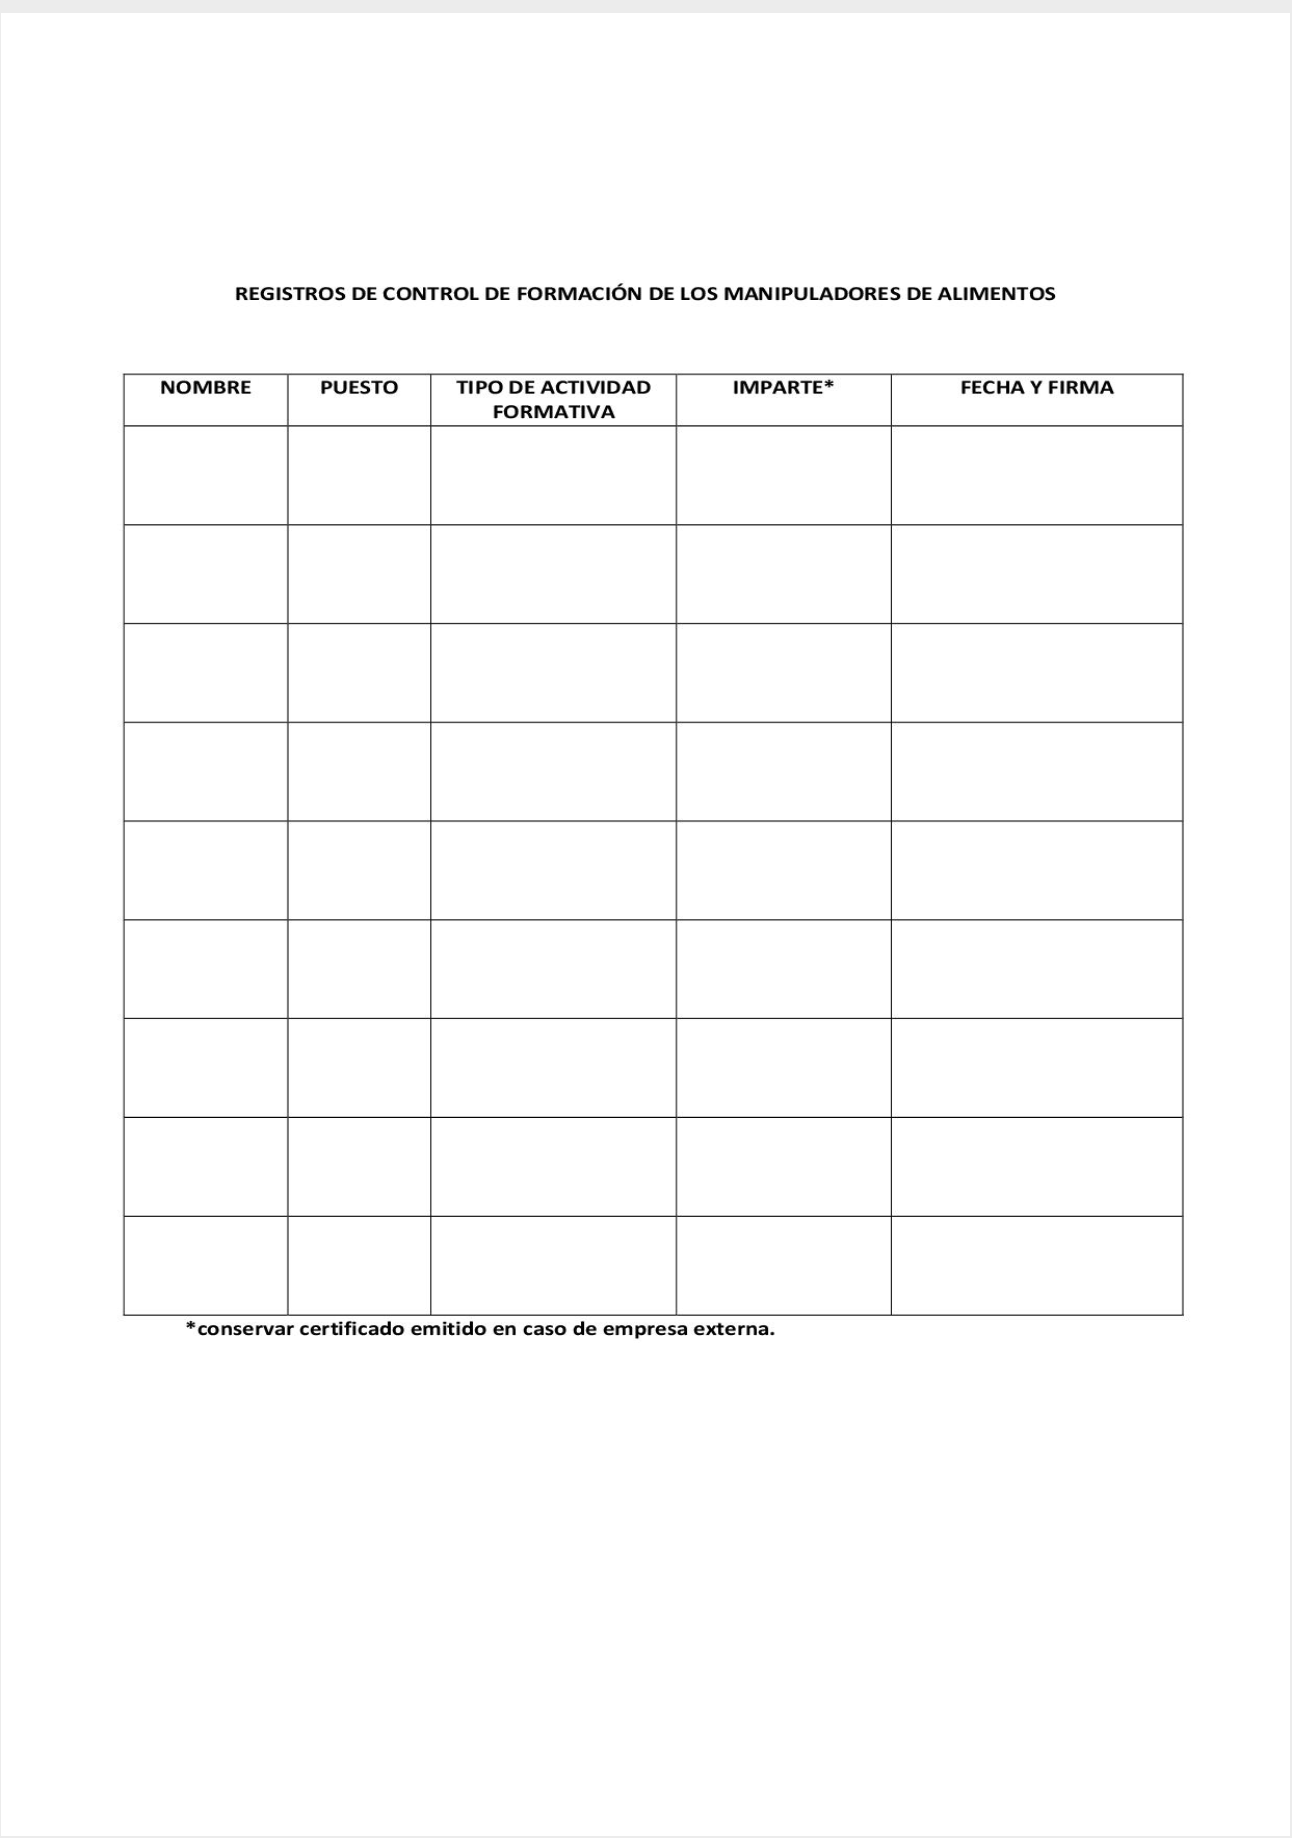 REGISTROS DE CONTROL DE FORMACIÓN DE LOS MANIPULADORES DE ALIMENTOS
NOMBRE PUESTO TIPO DE ACTIVIDAD IMPARTE* FECHA Y FIRMA
FORMATIVA
*conservar certificado emitido en caso de empresa externa.